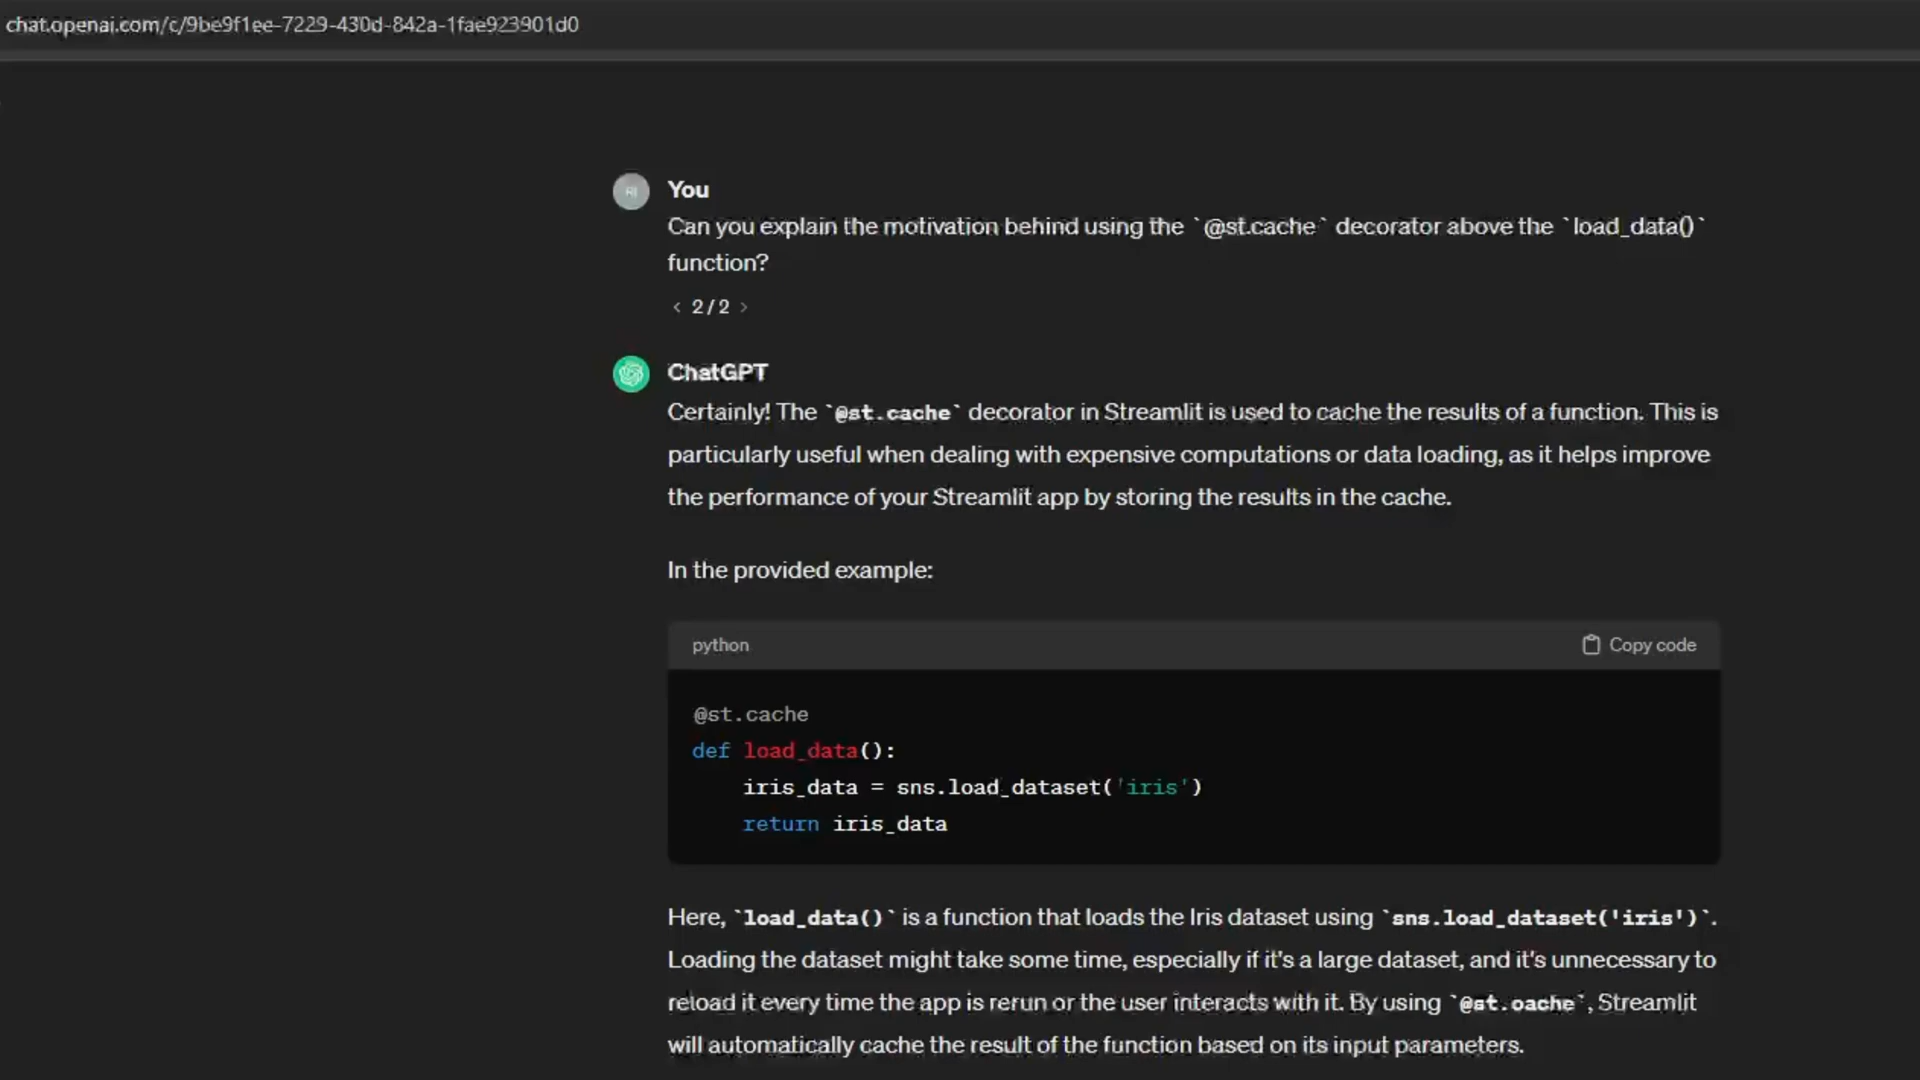 chat.openai.com/c/9be9f1ee-7229-430d-842a-1fae923901d0
RI
You
Can you explain the motivation behind using the `@st.cache` decorator above the `load_data()`
function?
< 2/2 >
ChatGPT
Certainly! The `@st.cache` decorator in Streamlit is used to cache the results of a function. This is
particularly useful when dealing with expensive computations or data loading, as it helps improve
the performance of your Streamlit app by storing the results in the cache.
In the provided example:
python Copy code
@st.cache
def load_data():
    iris_data = sns.load_dataset('iris')
    return iris_data
Here, `load_data()` is a function that loads the Iris dataset using `sns.load_dataset('iris')`.
Loading the dataset might take some time, especially if it's a large dataset, and it's unnecessary to
reload it every time the app is rerun or the user interacts with it. By using `@st.cache`, Streamlit
will automatically cache the result of the function based on its input parameters.